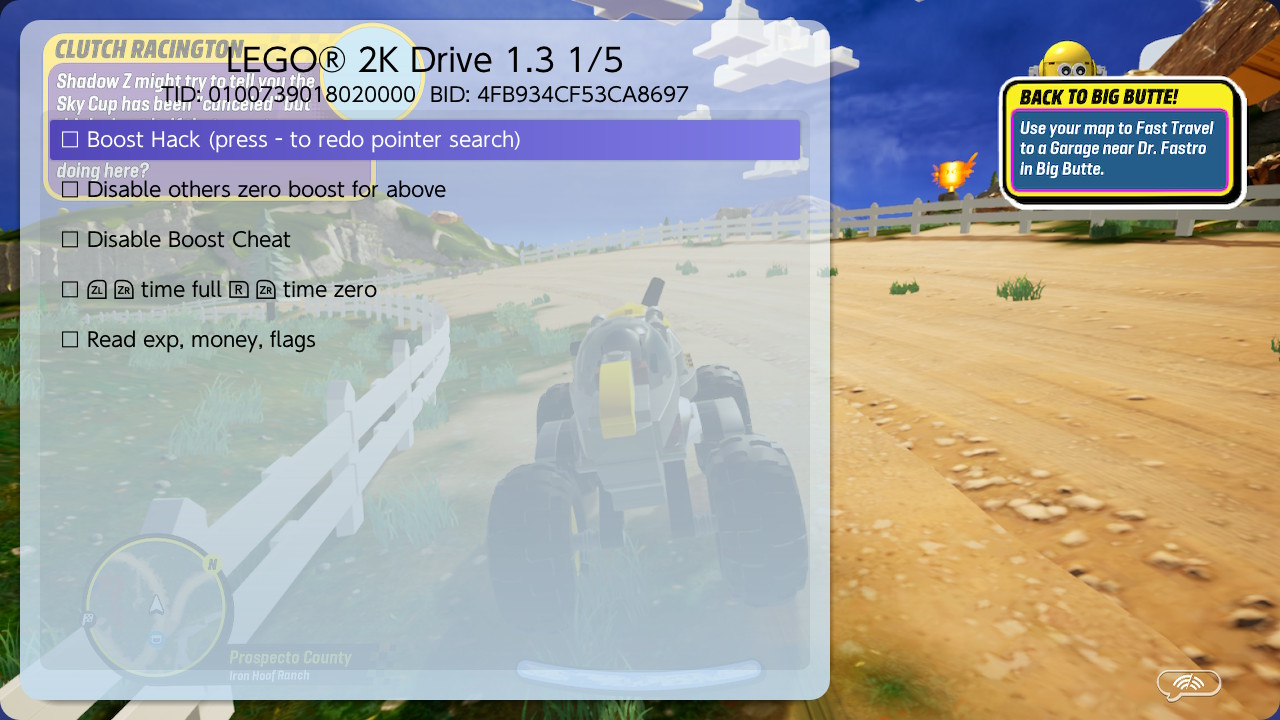 CLUTCH RACINGTON
LEGO® 2K Drive 1.3 1/5
Shadow Z might try to tell you the
TID: 0100739018020000 BID: 4FB934CF53CA8697
Sky Cup has been "canceled" but
☐ Boost Hack (press - to redo pointer search)
doing here?
☐ Disable others zero boost for above
☐ Disable Boost Cheat
☐ ZL ZR time full R ZR time zero
☐ Read exp, money, flags
BACK TO BIG BUTTE!
Use your map to Fast Travel
to a Garage near Dr. Fastro
in Big Butte.
N
Prospecto County
Iron Hoof Ranch